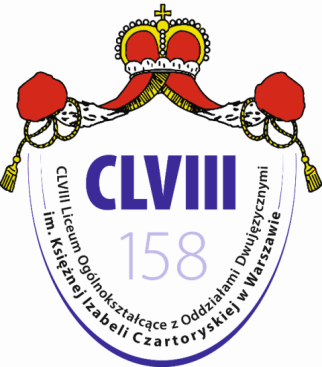 CLVIII
158
CLVIII Liceum Ogólnokształcące z Oddziałami Dwujęzycznymi
im. Księżnej Izabeli Czartoryskiej w Warszawie